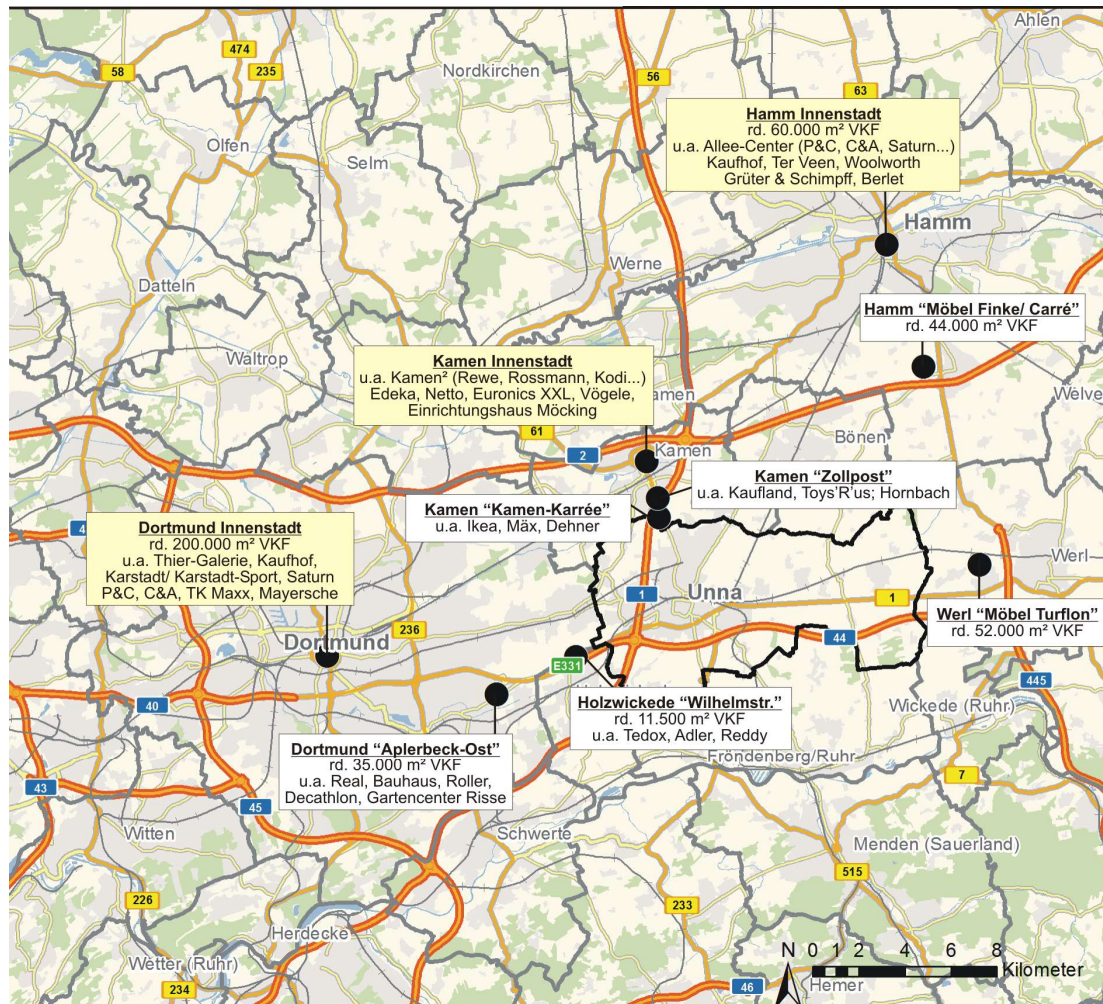 Ahlen
474
58
235
Nordkirchen
56
63
Olfen
Selm
Hamm Innenstadt
rd. 60.000 m² VKF
u.a. Allee-Center (P&C, C&A, Saturn...)
Kaufhof, Ter Veen, Woolworth
Grüter & Schimpff, Berlet
Hamm
Werne
Datteln
Hamm “Möbel Finke/ Carré”
rd. 44.000 m² VKF
Waltrop
Kamen Innenstadt
u.a. Kamen² (Rewe, Rossmann, Kodi...)
Edeka, Netto, Euronics XXL, Vögele,
Einrichtungshaus Möcking
61
2
Kamen
Bönen
Kamen “Zollpost”
u.a. Kaufland, Toys’R’us; Hornbach
Kamen “Kamen-Karrée”
u.a. Ikea, Mäx, Dehner
Dortmund Innenstadt
rd. 200.000 m² VKF
u.a. Thier-Galerie, Kaufhof,
Karstadt/ Karstadt-Sport, Saturn
P&C, C&A, TK Maxx, Mayersche
Werl
1
Unna
1
Werl “Möbel Turflon”
rd. 52.000 m² VKF
236
Dortmund
44
E331
445
40
Holzwickede “Wilhelmstr.”
rd. 11.500 m² VKF
u.a. Tedox, Adler, Reddy
Wickede (Ruhr)
Dortmund “Aplerbeck-Ost”
rd. 35.000 m² VKF
u.a. Real, Bauhaus, Roller,
Decathlon, Gartencenter Risse
Fröndenberg/Ruhr
7
43
45
Witten
Schwerte
Menden (Sauerland)
515
226
233
Herdecke
Wetter (Ruhr)
234
N
0 1 2 4 6 8
Kilometer
Hemer
46